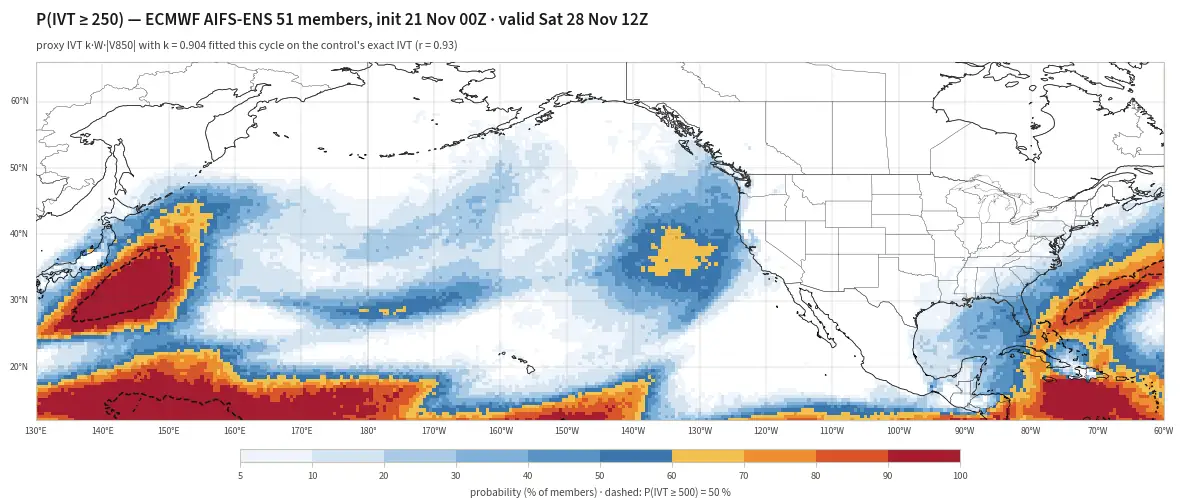 P(IVT ≥ 250) — ECMWF AIFS-ENS 51 members, init 21 Nov 00Z · valid Sat 28 Nov 12Z
proxy IVT k·W·|V850| with k = 0.904 fitted this cycle on the control's exact IVT (r = 0.93)
60°N
50°N
40°N
30°N
20°N
130°E 140°E 150°E 160°E 170°E 180° 170°W 160°W 150°W 140°W 130°W 120°W 110°W 100°W 90°W 80°W 70°W 60°W
5 10 20 30 40 50 60 70 80 90 100
probability (% of members) · dashed: P(IVT ≥ 500) = 50 %